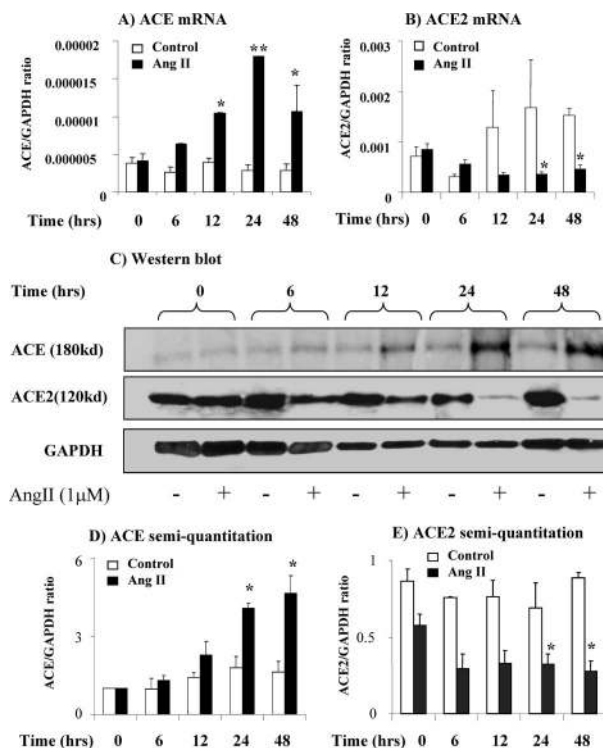 A) ACE mRNA
ACE/GAPDH ratio
0.00002
0.000015
0.00001
0.000005
0
Control
Ang II
* ** *
Time (hrs) 0 6 12 24 48
B) ACE2 mRNA
ACE2/GAPDH ratio
0.003
0.002
0.001
0
Control
Ang II
* *
Time (hrs) 0 6 12 24 48
C) Western blot
Time (hrs) 0 6 12 24 48
ACE (180kd)
ACE2(120kd)
GAPDH
AngII (1μM) - + - + - + - + - +
D) ACE semi-quantitation
ACE/GAPDH ratio
6
4
2
0
Control
Ang II
* *
Time (hrs) 0 6 12 24 48
E) ACE2 semi-quantitation
ACE2/GAPDH ratio
1
0.5
0
Control
Ang II
* *
Time (hrs) 0 6 12 24 48